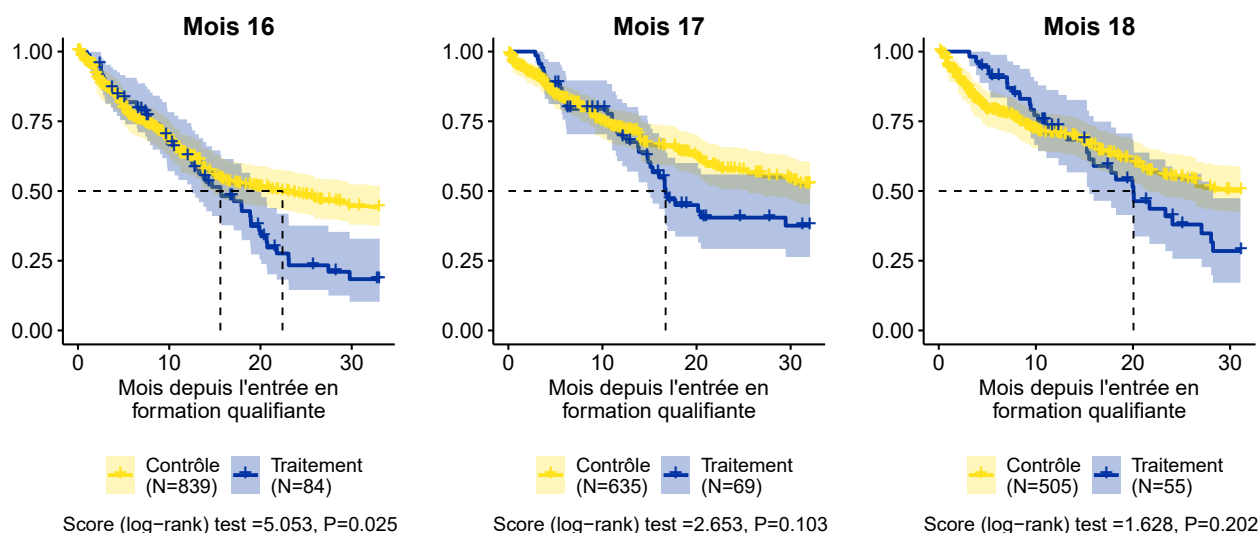 Mois 16
1.00
0.75
0.50
0.25
0.00
0 10 20 30
Mois depuis l'entrée en
formation qualifiante
Contrôle
(N=839)
Traitement
(N=84)
Score (log−rank) test =5.053, P=0.025
Mois 17
1.00
0.75
0.50
0.25
0.00
0 10 20 30
Mois depuis l'entrée en
formation qualifiante
Contrôle
(N=635)
Traitement
(N=69)
Score (log−rank) test =2.653, P=0.103
Mois 18
1.00
0.75
0.50
0.25
0.00
0 10 20 30
Mois depuis l'entrée en
formation qualifiante
Contrôle
(N=505)
Traitement
(N=55)
Score (log−rank) test =1.628, P=0.202